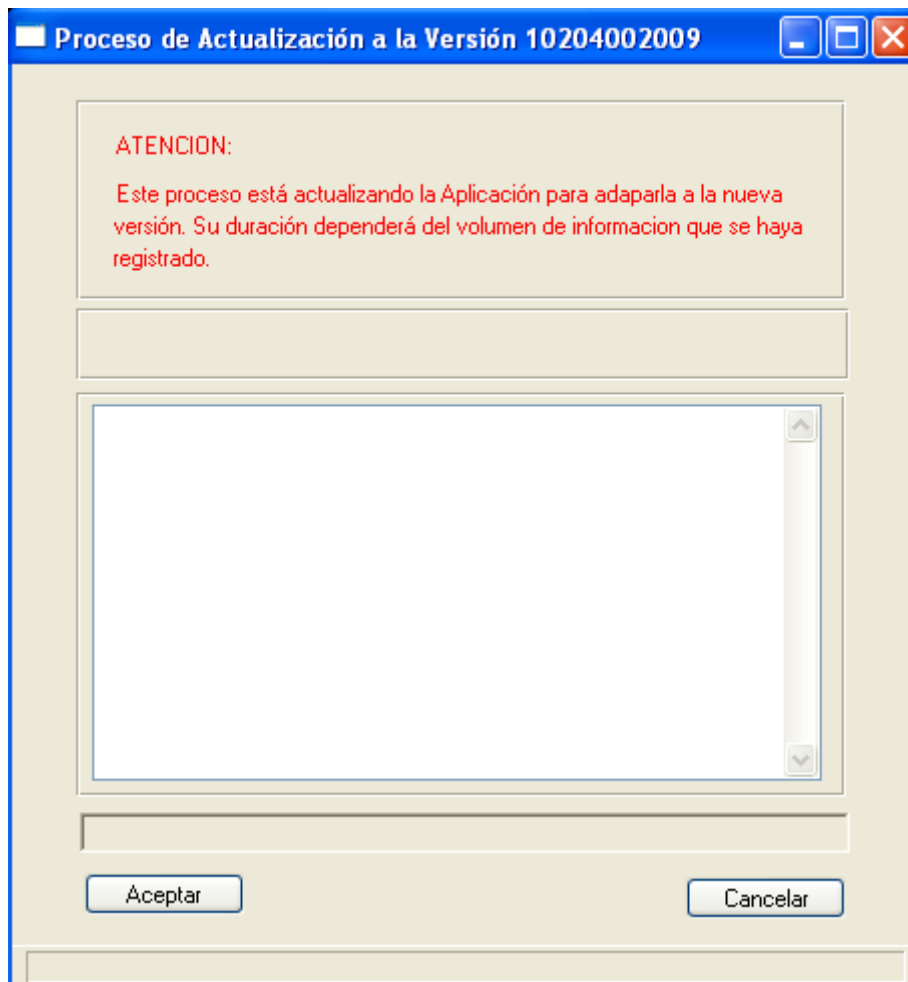 Proceso de Actualización a la Versión 10204002009
ATENCION:
Este proceso está actualizando la Aplicación para adaparla a la nueva
versión. Su duración dependerá del volumen de informacion que se haya
registrado.
Aceptar
Cancelar